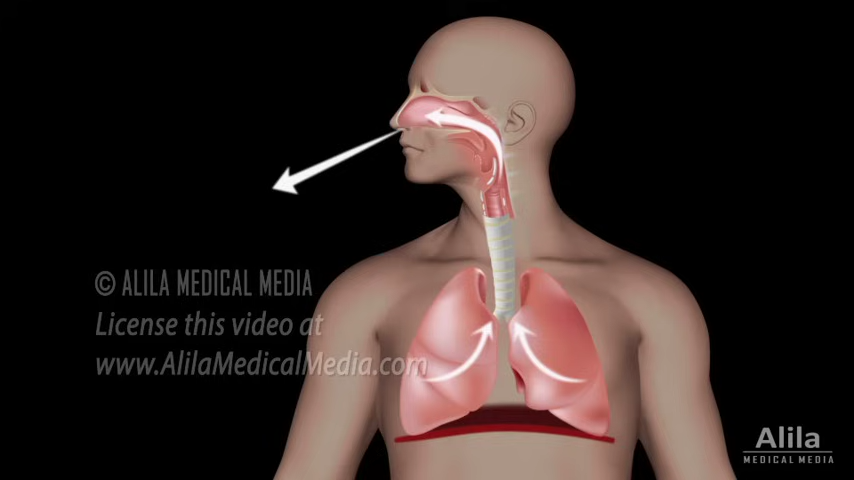 © ALILA MEDICAL MEDIA
License this video at
www.AlilaMedicalMedia.com
Alila
MEDICAL MEDIA